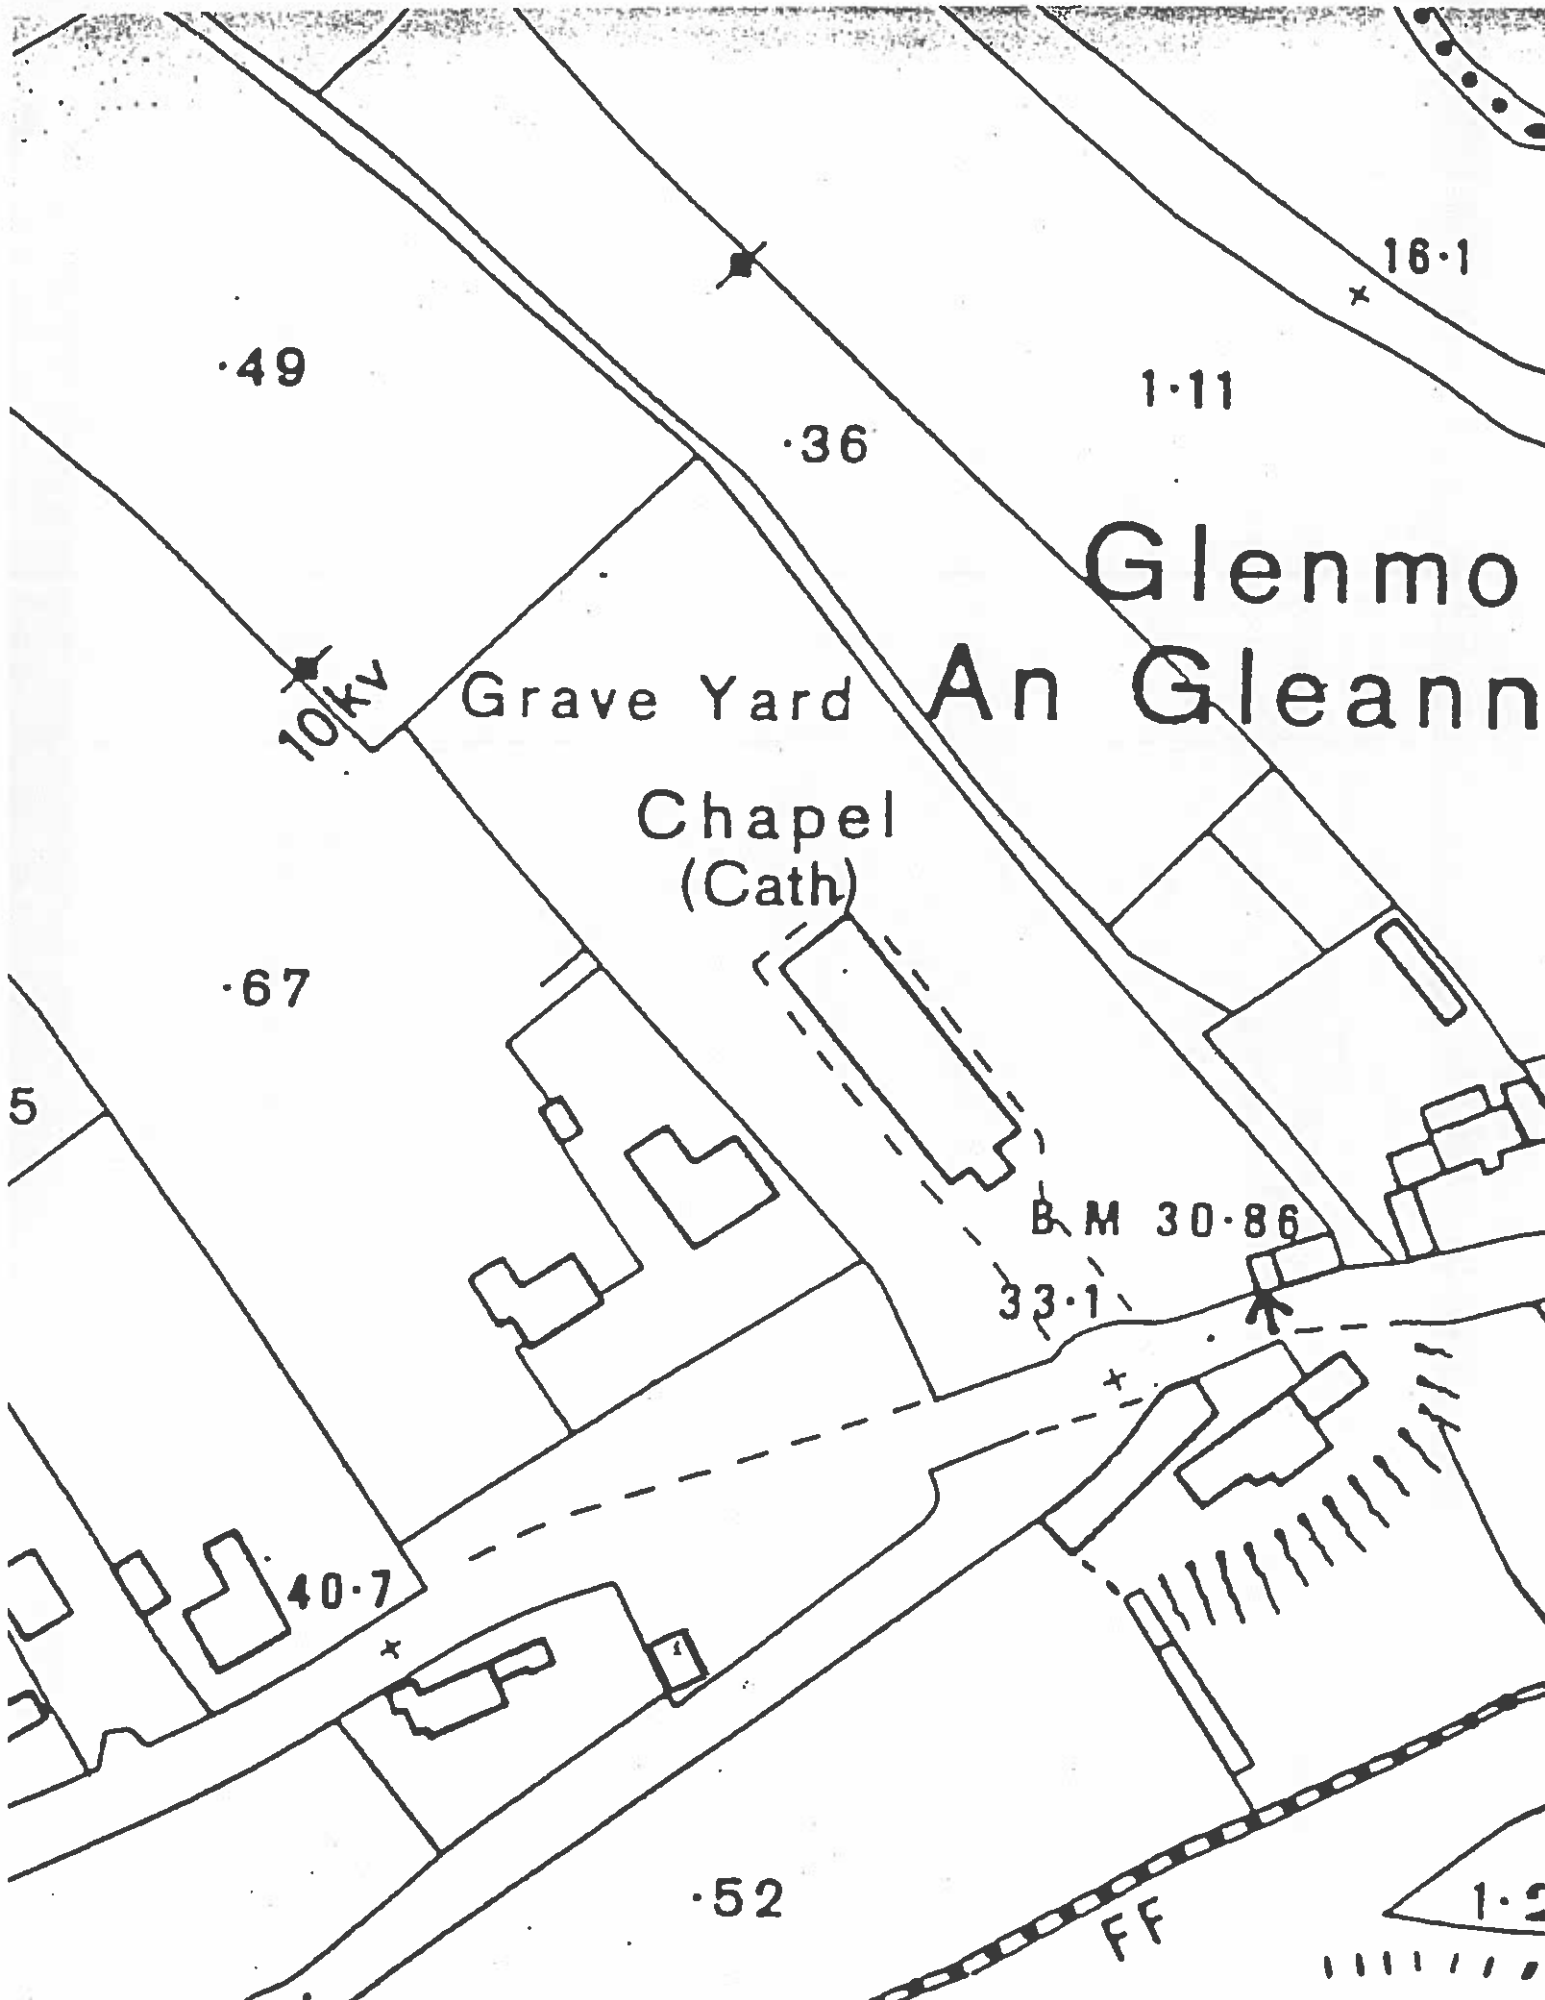 16·1
·49
1·11
·36
Glenmo
An Gleann
10kv
Grave Yard
Chapel
(Cath)
·67
5
B M 30·86
33·1
40·7
·52
FF